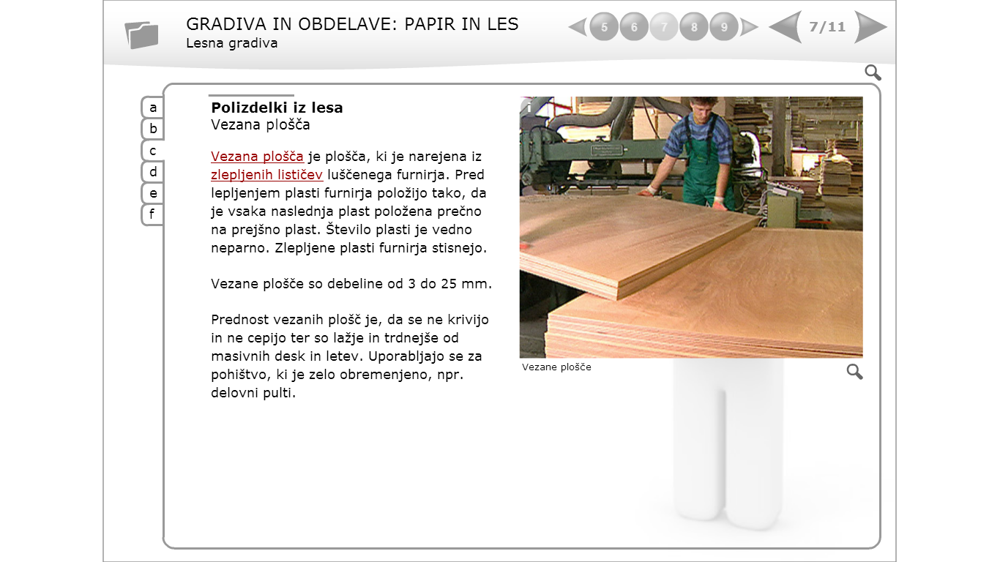 GRADIVA IN OBDELAVE: PAPIR IN LES
Lesna gradiva
5 6 7 8 9
7/11
a
b
c
d
e
f
Polizdelki iz lesa
Vezana plošča
Vezana plošča je plošča, ki je narejena iz
zlepljenih lističev luščenega furnirja. Pred
lepljenjem plasti furnirja položijo tako, da
je vsaka naslednja plast položena prečno
na prejšno plast. Število plasti je vedno
neparno. Zlepljene plasti furnirja stisnejo.
Vezane plošče so debeline od 3 do 25 mm.
Prednost vezanih plošč je, da se ne krivijo
in ne cepijo ter so lažje in trdnejše od
masivnih desk in letev. Uporabljajo se za
pohištvo, ki je zelo obremenjeno, npr.
delovni pulti.
i
Vezane plošče